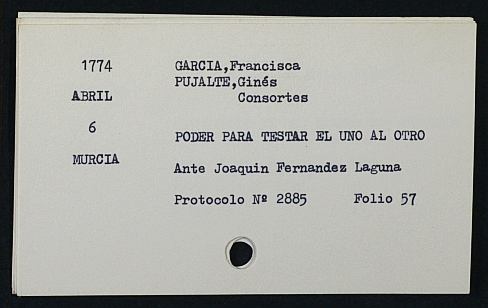 1774 GARCIA,Francisca
PUJALTE,Ginés
ABRIL Consortes
6 PODER PARA TESTAR EL UNO AL OTRO
MURCIA Ante Joaquin Fernandez Laguna
Protocolo Nº 2885 Folio 57